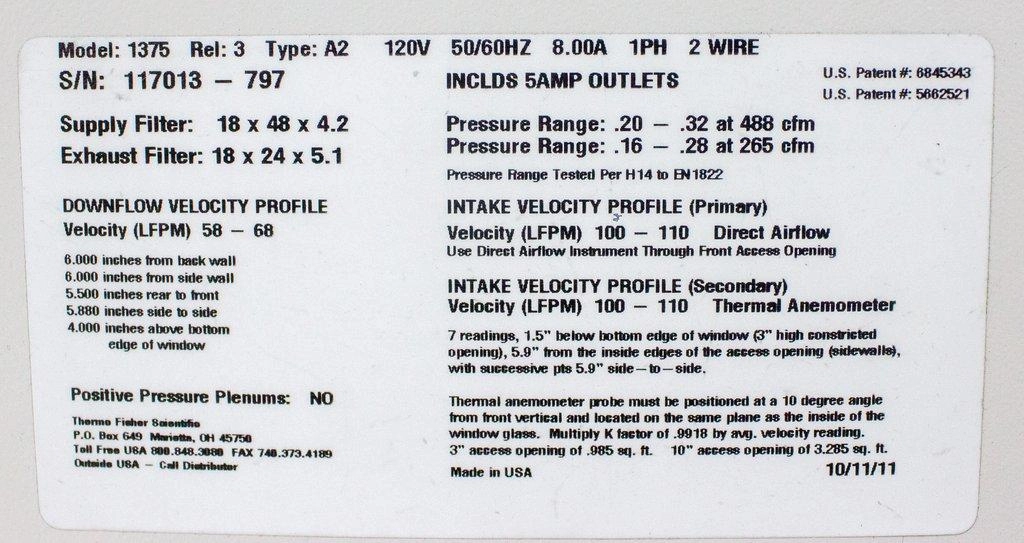 Model: 1375 Rel: 3 Type: A2 120V 50/60HZ 8.00A 1PH 2 WIRE
S/N: 117013 – 797
INCLDS 5AMP OUTLETS
U.S. Patent #: 6845343
U.S. Patent #: 5662521
Supply Filter: 18 x 48 x 4.2
Exhaust Filter: 18 x 24 x 5.1
Pressure Range: .20 – .32 at 488 cfm
Pressure Range: .16 – .28 at 265 cfm
Pressure Range Tested Per H14 to EN1822
DOWNFLOW VELOCITY PROFILE
Velocity (LFPM) 58 – 68
6.000 inches from back wall
6.000 inches from side wall
5.500 inches rear to front
5.880 inches side to side
4.000 inches above bottom
edge of window
INTAKE VELOCITY PROFILE (Primary)
Velocity (LFPM) 100 – 110 Direct Airflow
Use Direct Airflow Instrument Through Front Access Opening
INTAKE VELOCITY PROFILE (Secondary)
Velocity (LFPM) 100 – 110 Thermal Anemometer
7 readings, 1.5" below bottom edge of window (3" high constricted
opening), 5.9" from the inside edges of the access opening (sidewalls),
with successive pts 5.9" side–to–side.
Positive Pressure Plenums: NO
Thermo Fisher Scientific
P.O. Box 649 Marietta, OH 45750
Toll Free USA 800.848.3080 FAX 740.373.4189
Outside USA – Call Distributor
Thermal anemometer probe must be positioned at a 10 degree angle
from front vertical and located on the same plane as the inside of the
window glass. Multiply K factor of .9918 by avg. velocity reading.
3" access opening of .985 sq. ft. 10" access opening of 3.285 sq. ft.
Made in USA
10/11/11